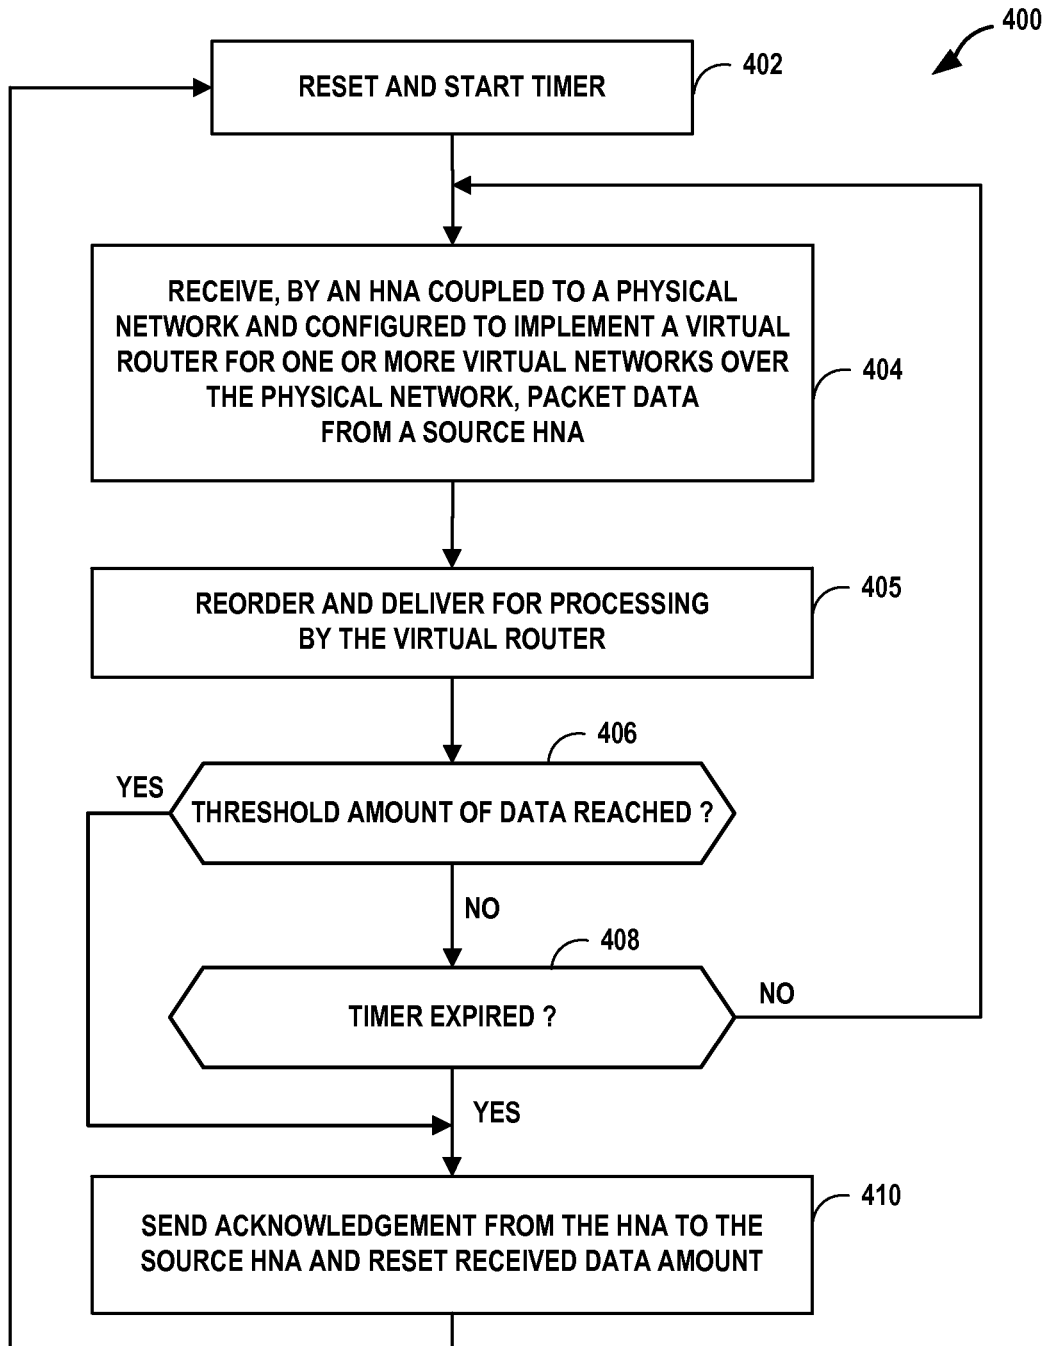 400
RESET AND START TIMER
402
RECEIVE, BY AN HNA COUPLED TO A PHYSICAL
NETWORK AND CONFIGURED TO IMPLEMENT A VIRTUAL
ROUTER FOR ONE OR MORE VIRTUAL NETWORKS OVER
THE PHYSICAL NETWORK, PACKET DATA
FROM A SOURCE HNA
404
REORDER AND DELIVER FOR PROCESSING
BY THE VIRTUAL ROUTER
405
406
YES
THRESHOLD AMOUNT OF DATA REACHED ?
NO
408
TIMER EXPIRED ?
NO
YES
410
SEND ACKNOWLEDGEMENT FROM THE HNA TO THE
SOURCE HNA AND RESET RECEIVED DATA AMOUNT